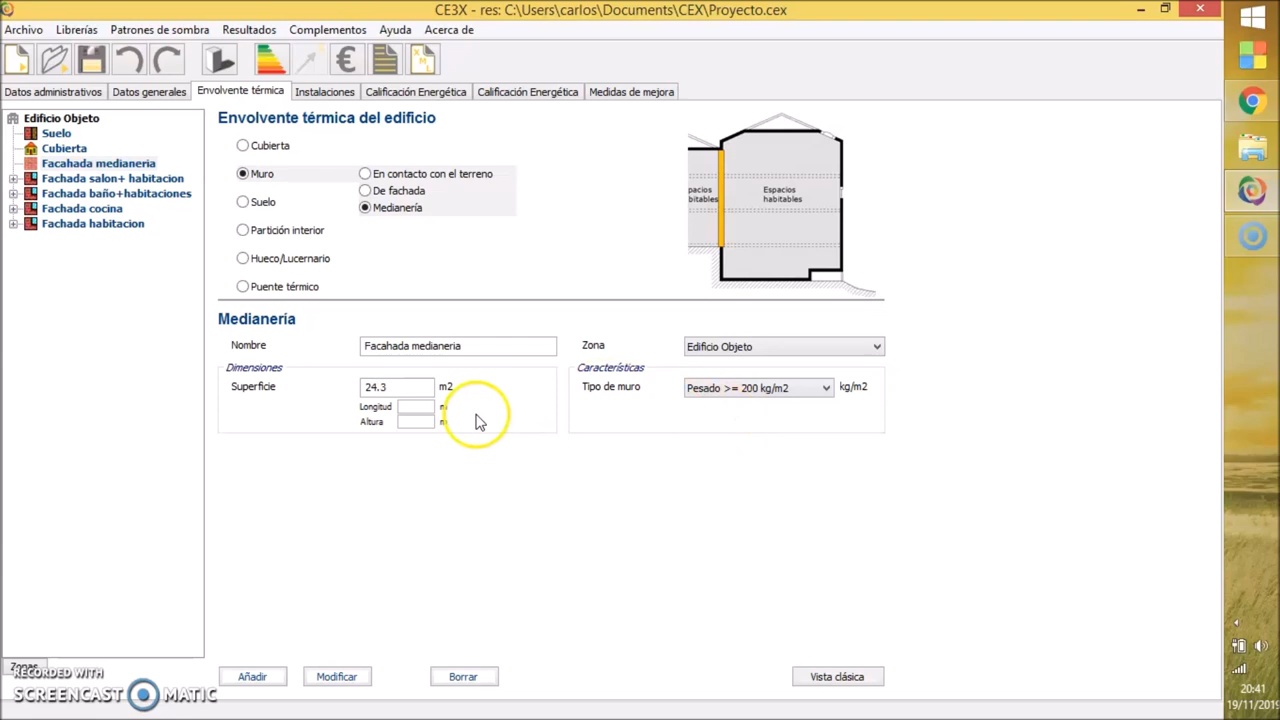 CE3X - res: C:\Users\carlos\Documents\CEX\Proyecto.cex
Archivo Librerías Patrones de sombra Resultados Complementos Ayuda Acerca de
Datos administrativos Datos generales Envolvente térmica Instalaciones Calificación Energética Calificación Energética Medidas de mejora
Edificio Objeto
Suelo
Cubierta
Facahada medianeria
Fachada salon+ habitacion
Fachada baño+habitaciones
Fachada cocina
Fachada habitacion
Envolvente térmica del edificio
Cubierta
Muro
Suelo
Partición interior
Hueco/Lucernario
Puente térmico
En contacto con el terreno
De fachada
Medianería
Espacios
habitables
Medianería
Nombre Facahada medianeria Zona Edificio Objeto
Dimensiones Características
Superficie 24.3 m2 Tipo de muro Pesado >= 200 kg/m2 kg/m2
Longitud
Altura
Añadir Modificar Borrar Vista clásica
Zonas
RECORDED WITH
SCREENCAST MATIC
20:41
19/11/2019